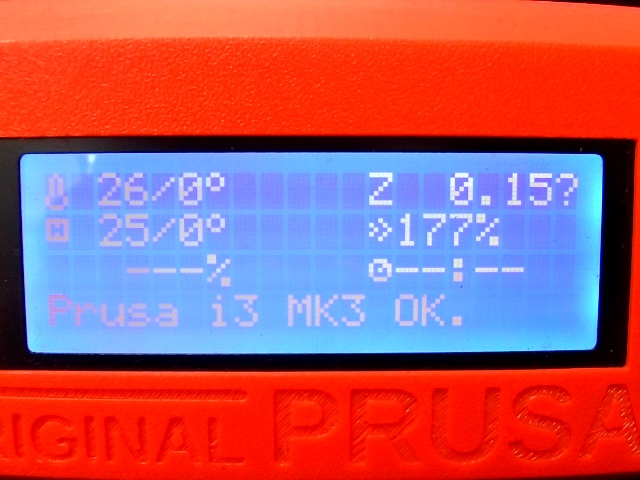 26/0° Z 0.15?
25/0° »177%
---% --:--
Prusa i3 MK3 OK.
ORIGINAL PRUSA